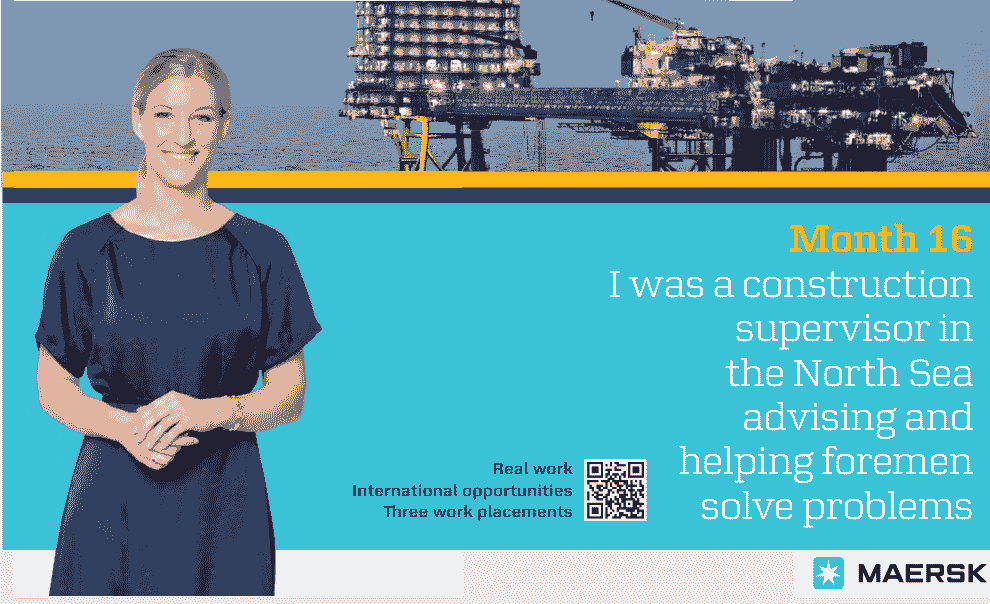 Month 16
I was a construction
supervisor in
the North Sea
advising and
helping foremen
solve problems
Real work
International opportunities
Three work placements
MAERSK